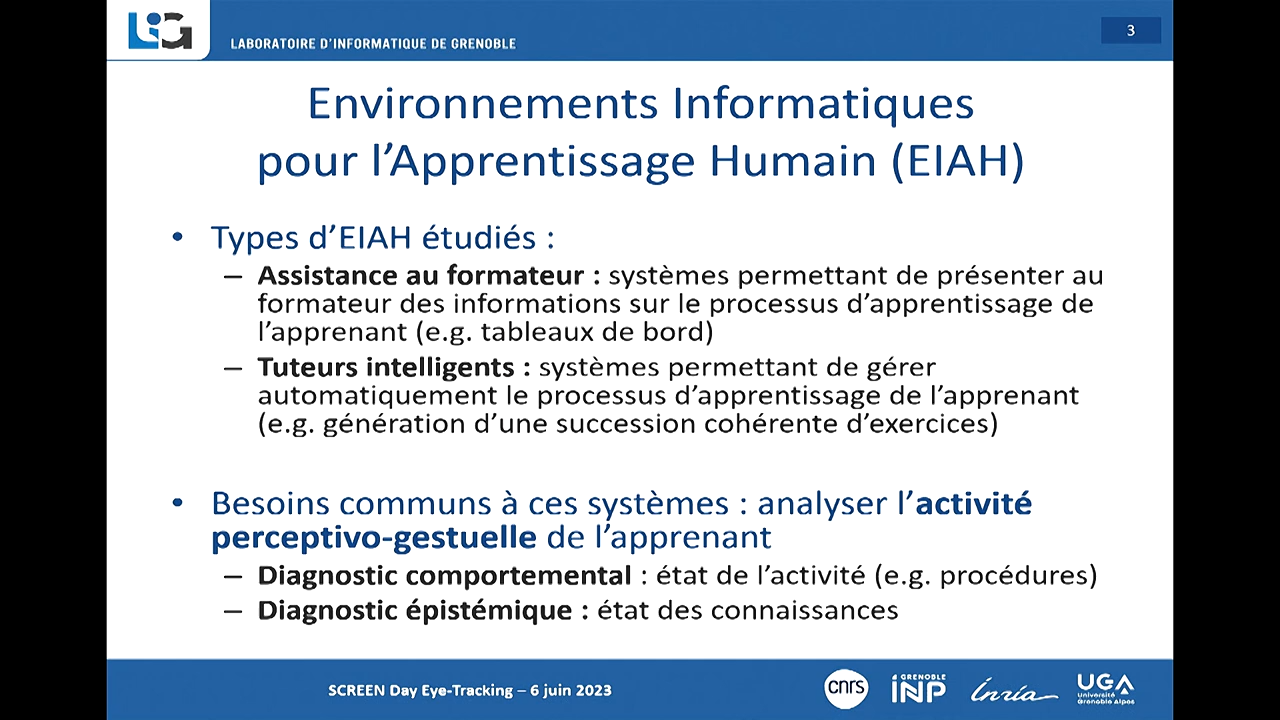 LIG
LABORATOIRE D'INFORMATIQUE DE GRENOBLE
3
Environnements Informatiques
pour l'Apprentissage Humain (EIAH)
• Types d'EIAH étudiés :
– Assistance au formateur : systèmes permettant de présenter au
formateur des informations sur le processus d'apprentissage de
l'apprenant (e.g. tableaux de bord)
– Tuteurs intelligents : systèmes permettant de gérer
automatiquement le processus d'apprentissage de l'apprenant
(e.g. génération d'une succession cohérente d'exercices)
• Besoins communs à ces systèmes : analyser l'activité
perceptivo-gestuelle de l'apprenant
– Diagnostic comportemental : état de l'activité (e.g. procédures)
– Diagnostic épistémique : état des connaissances
SCREEN Day Eye-Tracking – 6 juin 2023
cnrs
GRENOBLE
INP
Inria
UGA
Université
Grenoble Alpes